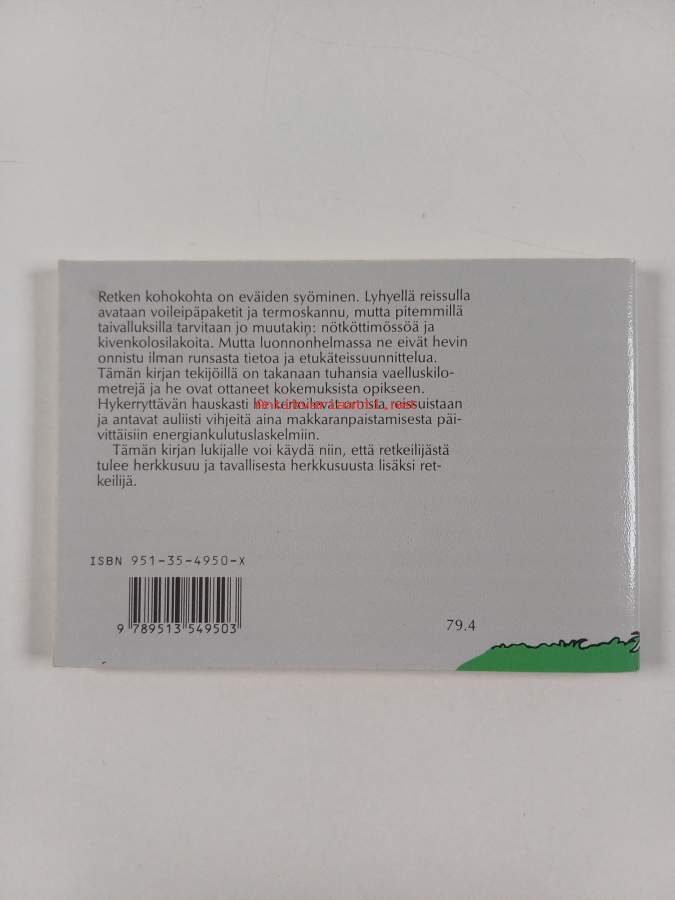 Retken kohokohta on eväiden syöminen. Lyhyellä reissulla
avataan voileipäpaketit ja termoskannu, mutta pitemmillä
taivalluksilla tarvitaan jo muutakin: nötköttimössöä ja
kivenkolosilakoita. Mutta luonnonhelmassa ne eivät hevin
onnistu ilman runsasta tietoa ja etukäteissuunnittelua.
Tämän kirjan tekijöillä on takanaan tuhansia vaelluskilo-
metrejä ja he ovat ottaneet kokemuksista opikseen.
Hykerryttävän hauskasti he kertoilevat omista reissuistaan
ja antavat auliisti vihjeitä aina makkaranpaistamisesta päi-
vittäisiin energiankulutuslaskelmiin.
Tämän kirjan lukijalle voi käydä niin, että retkeilijästä
tulee herkkusuu ja tavallisesta herkkusuusta lisäksi ret-
keilijä.
ISBN 951-35-4950-X
9 789513 549503
79.4